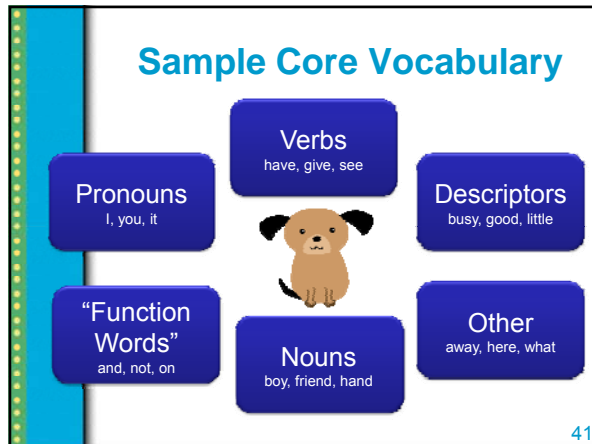 Sample Core Vocabulary
Verbs
have, give, see
Pronouns
I, you, it
Descriptors
busy, good, little
“Function
Words”
and, not, on
Nouns
boy, friend, hand
Other
away, here, what
41